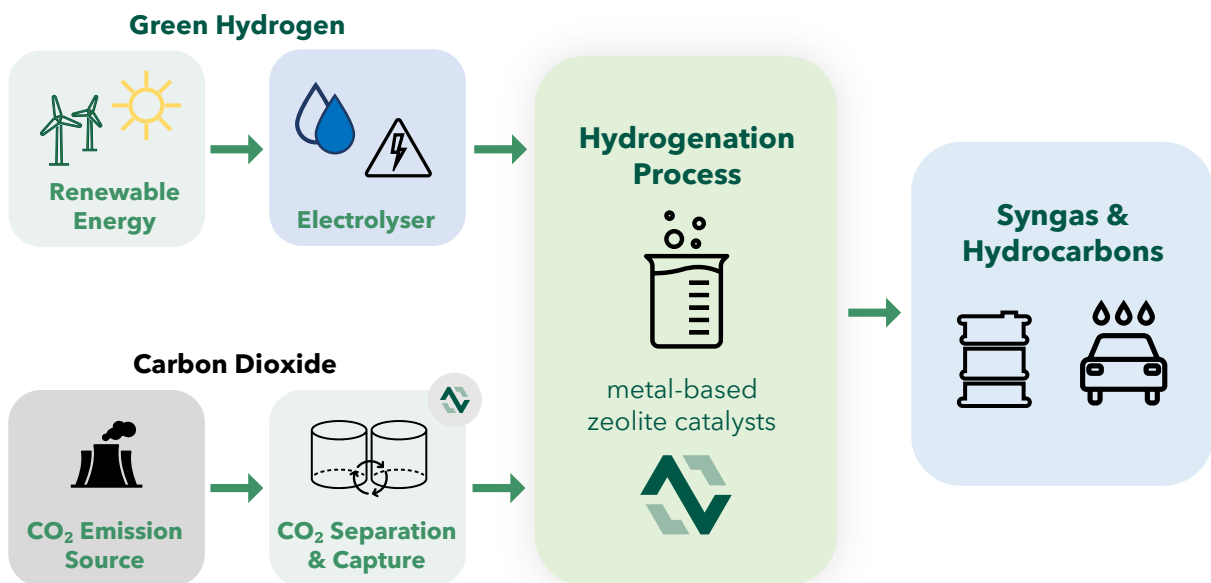 Green Hydrogen
Renewable
Energy
Electrolyser
Carbon Dioxide
CO₂ Emission
Source
CO₂ Separation
& Capture
Hydrogenation
Process
metal-based
zeolite catalysts
Syngas &
Hydrocarbons